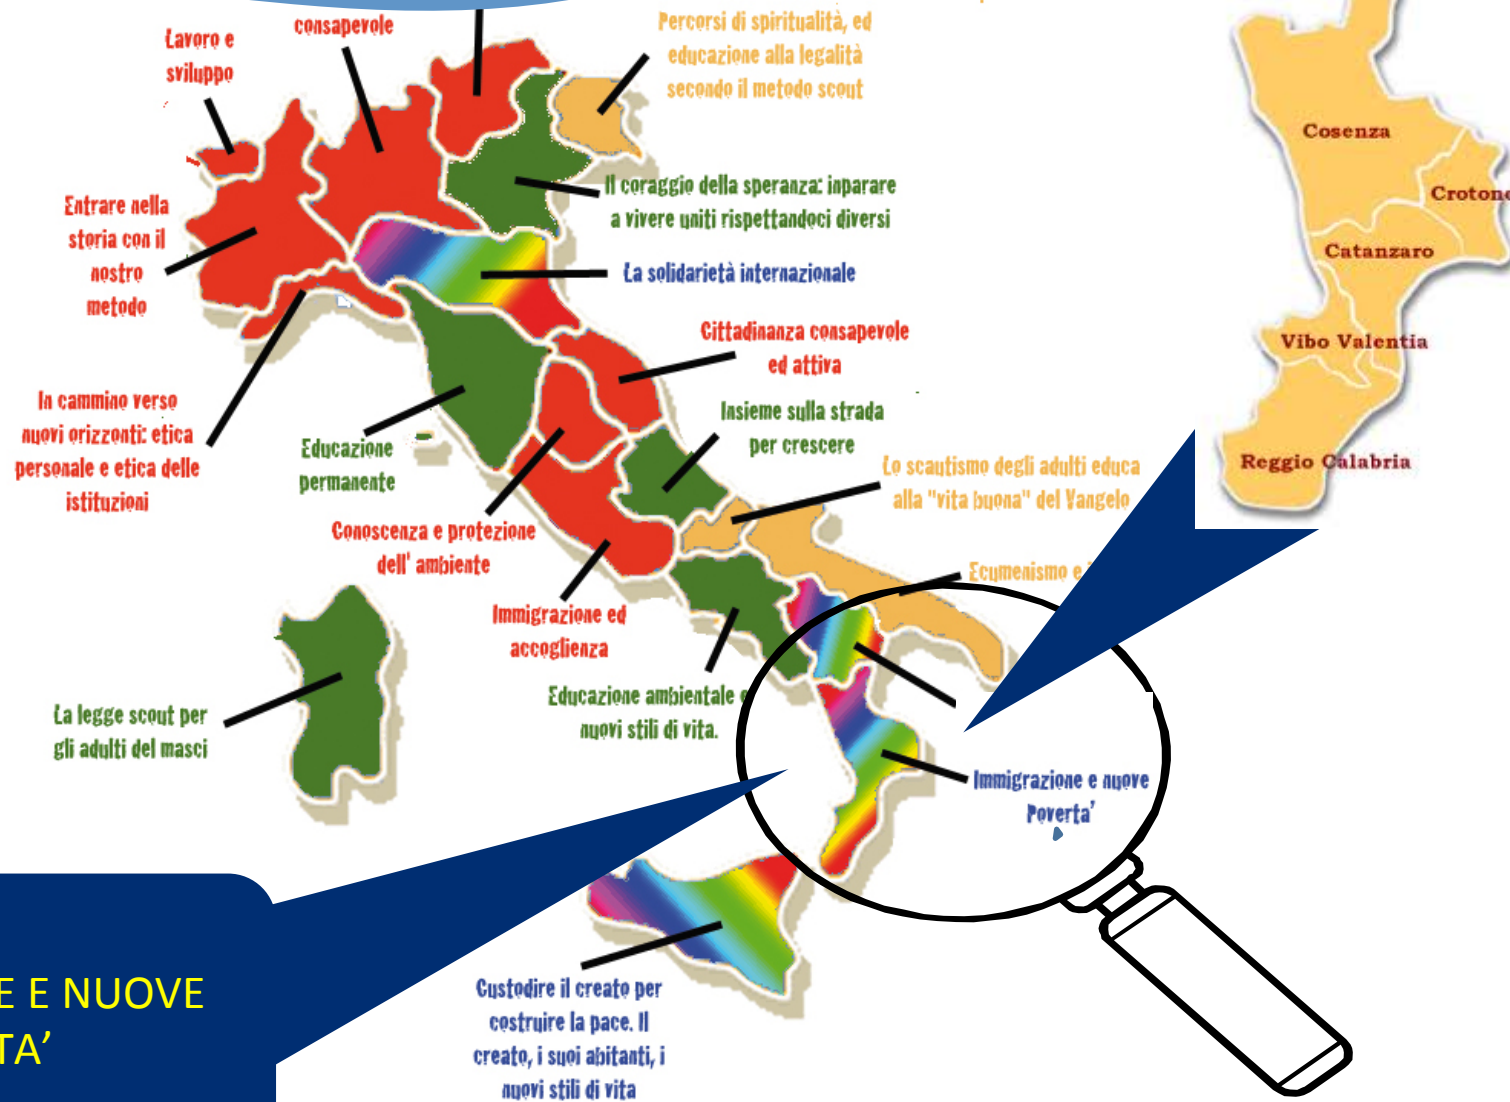 Lavoro e
sviluppo
consapevole
Percorsi di spiritualità, ed
educazione alla legalità
secondo il metodo scout
Entrare nella
storia con il
nostro
metodo
Il coraggio della speranza: inparare
a vivere uniti rispettandoci diversi
La solidarietà internazionale
Cittadinanza consapevole
ed attiva
In cammino verso
nuovi orizzonti: etica
personale e etica delle
istituzioni
Educazione
permanente
Insieme sulla strada
per crescere
Lo scautismo degli adulti educa
alla "vita buona" del Vangelo
Conoscenza e protezione
dell' ambiente
Ecumenismo e
Immigrazione ed
accoglienza
Educazione ambientale e
nuovi stili di vita.
La legge scout per
gli adulti del masci
Immigrazione e nuove
Poverta'
Custodire il creato per
costruire la pace. Il
creato, i suoi abitanti, i
nuovi stili di vita
E E NUOVE
TA’
Cosenza
Crotone
Catanzaro
Vibo Valentia
Reggio Calabria